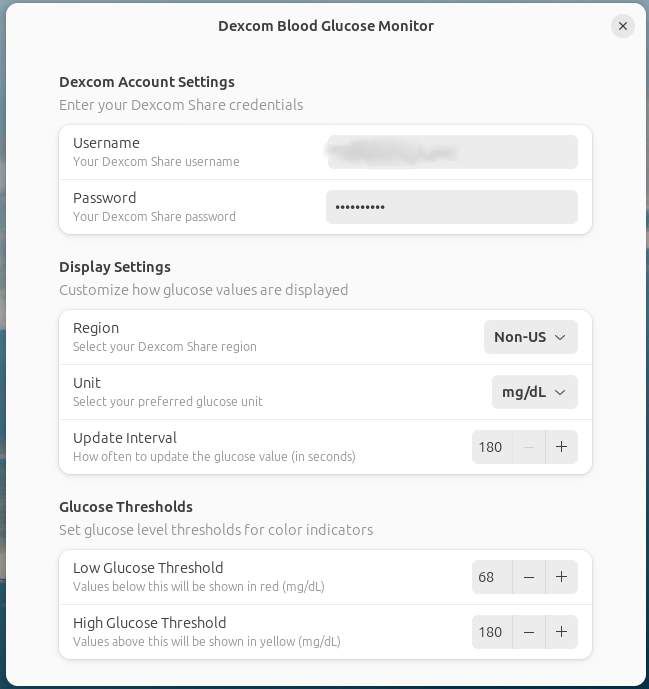 Dexcom Blood Glucose Monitor
Dexcom Account Settings
Enter your Dexcom Share credentials
Username
Your Dexcom Share username
Password
Your Dexcom Share password
••••••••••
Display Settings
Customize how glucose values are displayed
Region
Select your Dexcom Share region
Non-US
Unit
Select your preferred glucose unit
mg/dL
Update Interval
How often to update the glucose value (in seconds)
180 — +
Glucose Thresholds
Set glucose level thresholds for color indicators
Low Glucose Threshold
Values below this will be shown in red (mg/dL)
68 — +
High Glucose Threshold
Values above this will be shown in yellow (mg/dL)
180 — +